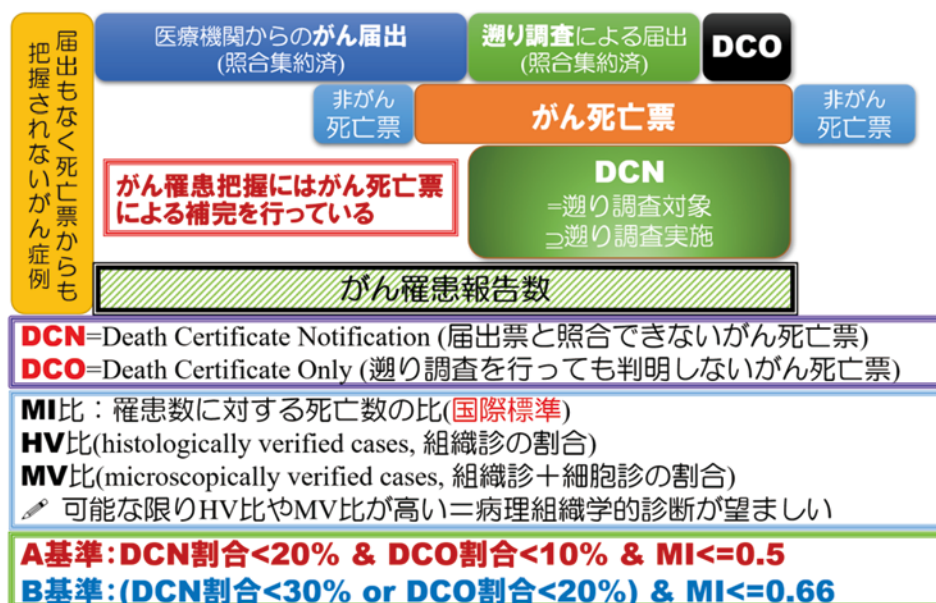 届出もなく死亡票からも
把握されないがん症例
医療機関からのがん届出
(照合集約済)
遡り調査による届出
(照合集約済)
DCO
非がん
死亡票
がん死亡票
非がん
死亡票
がん罹患把握にはがん死亡票
による補完を行っている
DCN
=遡り調査対象
⊃遡り調査実施
がん罹患報告数
DCN=Death Certificate Notification (届出票と照合できないがん死亡票)
DCO=Death Certificate Only (遡り調査を行っても判明しないがん死亡票)
MI比：罹患数に対する死亡数の比(国際標準)
HV比(histologically verified cases, 組織診の割合)
MV比(microscopically verified cases, 組織診＋細胞診の割合)
可能な限りHV比やMV比が高い＝病理組織学的診断が望ましい
A基準:DCN割合<20% & DCO割合<10% & MI<=0.5
B基準:(DCN割合<30% or DCO割合<20%) & MI<=0.66